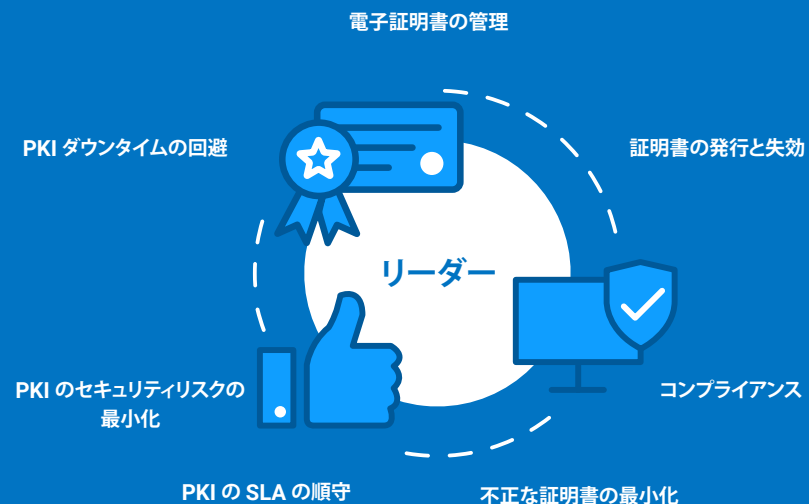 電子証明書の管理
PKI ダウンタイムの回避
証明書の発行と失効
リーダー
PKI のセキュリティリスクの
最小化
コンプライアンス
PKI の SLA の順守
不正な証明書の最小化